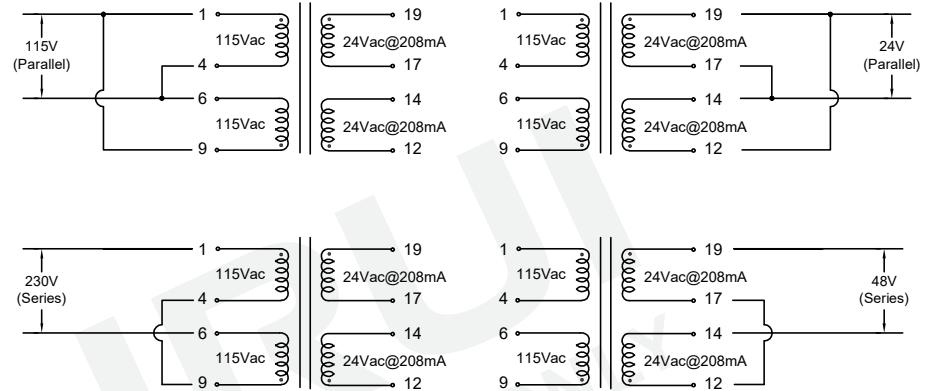 1 19 1 19
115V 115Vac 24Vac@208mA 115Vac 24Vac@208mA 24V
(Parallel) (Parallel)
4 17 4 17
6 14 6 14
115Vac 24Vac@208mA 115Vac 24Vac@208mA
9 12 9 12
1 19 1 19
230V 115Vac 24Vac@208mA 115Vac 24Vac@208mA 48V
(Series) (Series)
4 17 4 17
6 14 6 14
115Vac 24Vac@208mA 115Vac 24Vac@208mA
9 12 9 12
IRUI